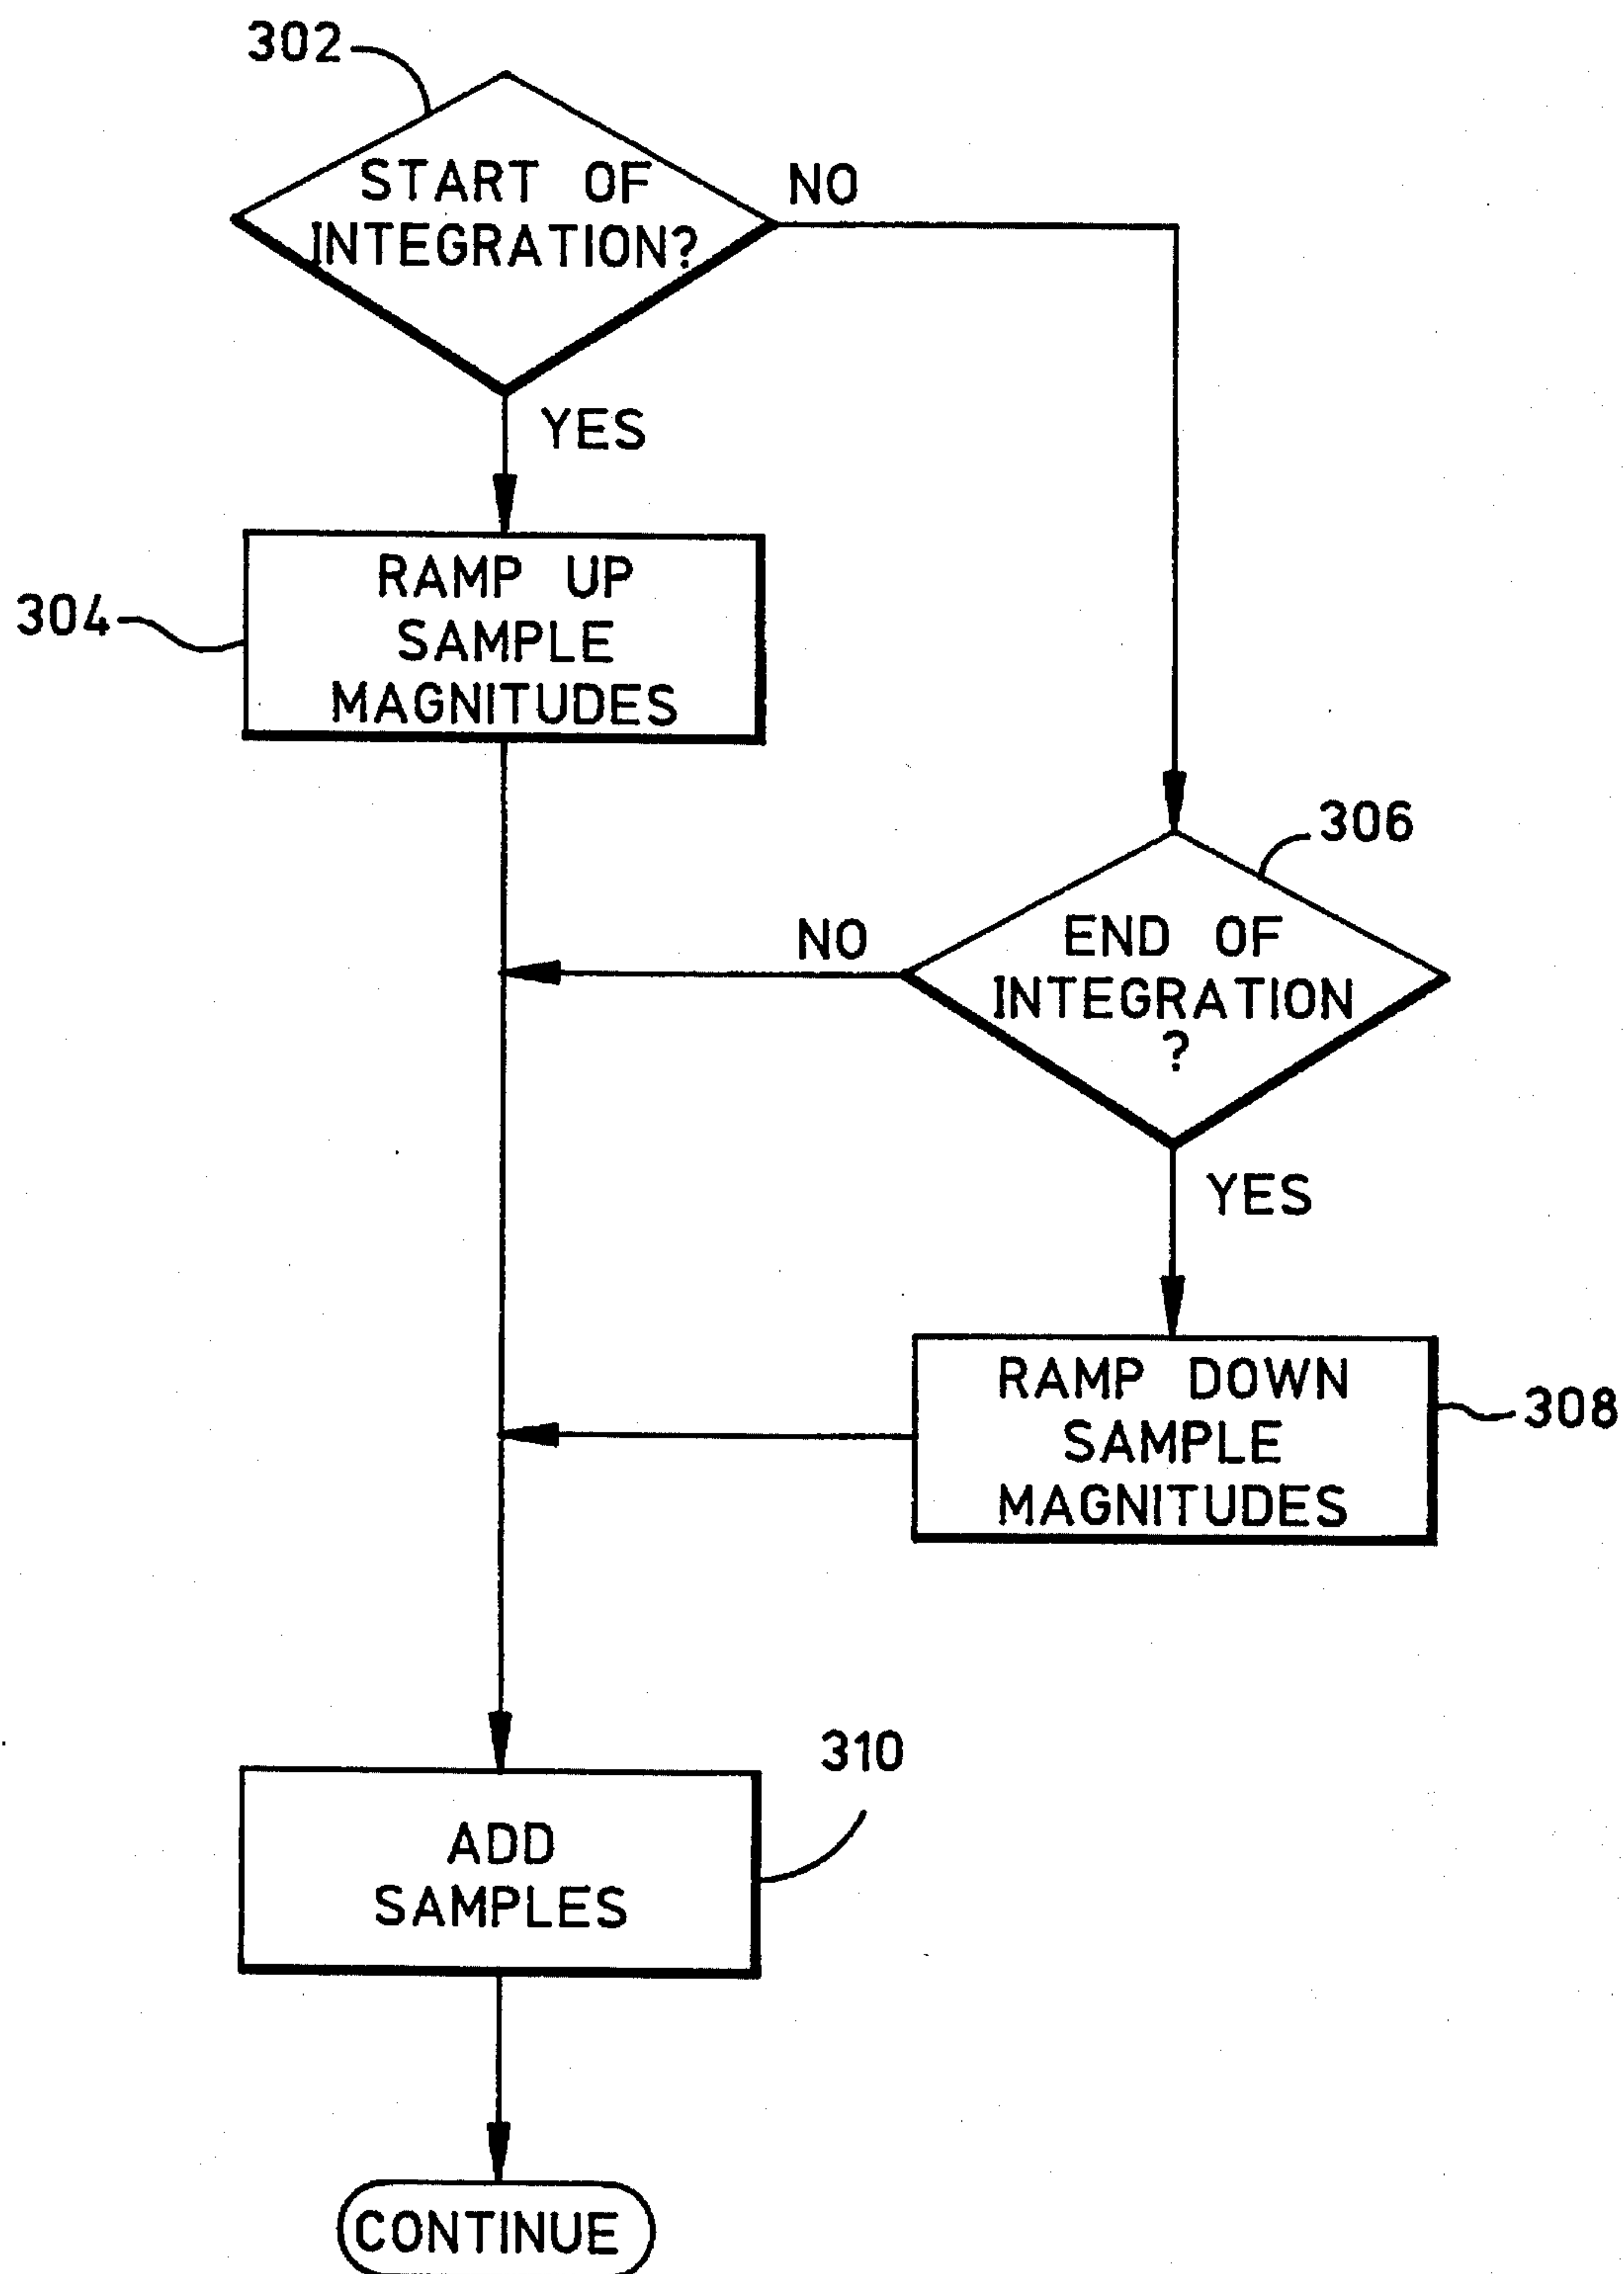 302
START OF
INTEGRATION?
NO
YES
304
RAMP UP
SAMPLE
MAGNITUDES
306
END OF
INTEGRATION
?
NO
YES
RAMP DOWN
SAMPLE
MAGNITUDES
308
310
ADD
SAMPLES
CONTINUE